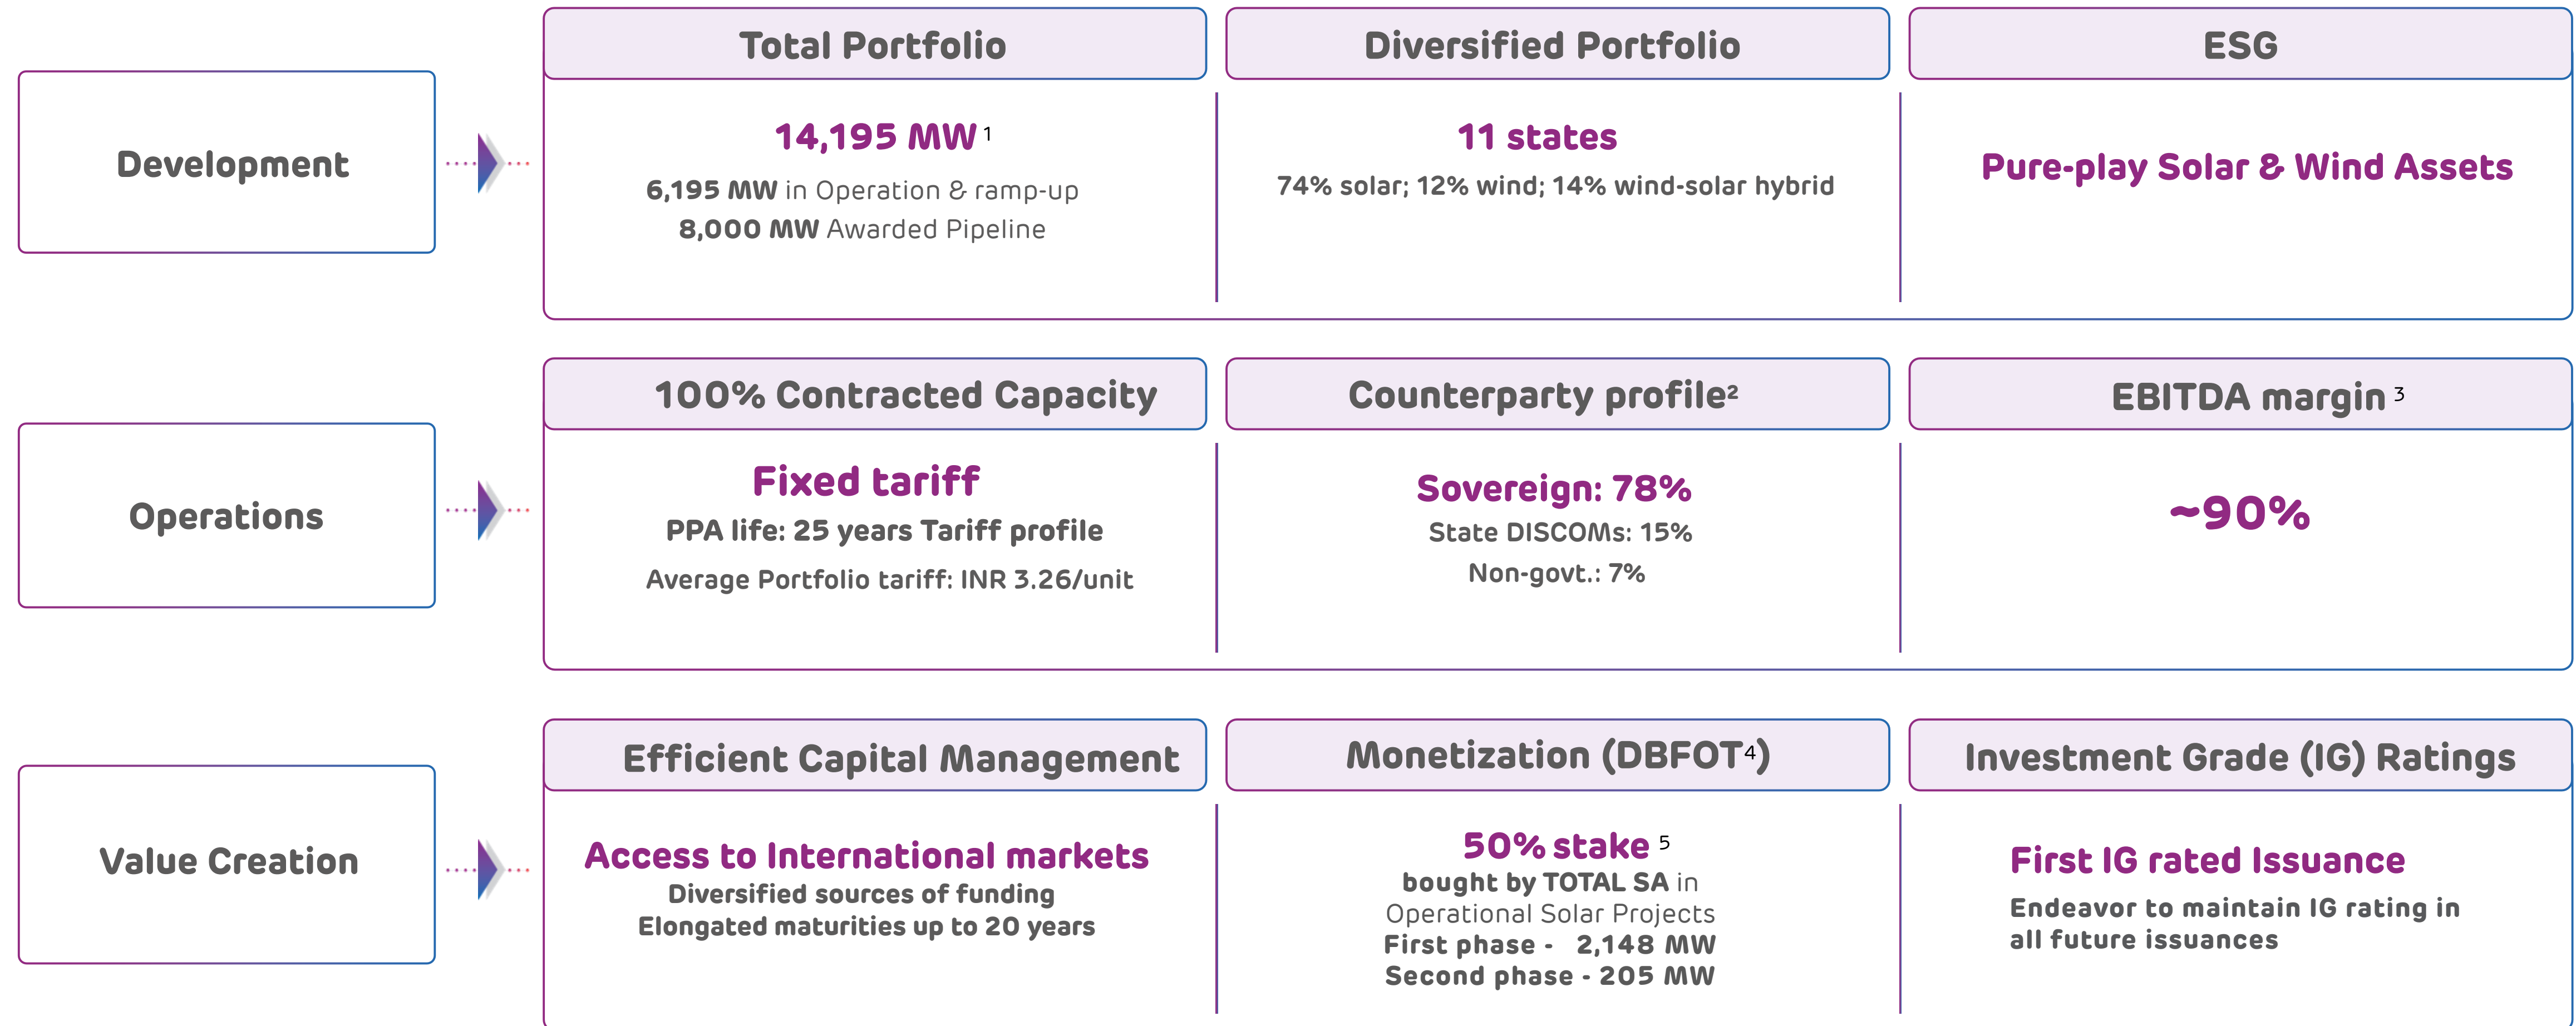 Total Portfolio
Diversified Portfolio
ESG
Development
14,195 MW 1
6,195 MW in Operation & ramp-up
8,000 MW Awarded Pipeline
11 states
74% solar; 12% wind; 14% wind-solar hybrid
Pure-play Solar & Wind Assets
100% Contracted Capacity
Counterparty profile²
EBITDA margin 3
Operations
Fixed tariff
PPA life: 25 years Tariff profile
Average Portfolio tariff: INR 3.26/unit
Sovereign: 78%
State DISCOMs: 15%
Non-govt.: 7%
~90%
Efficient Capital Management
Monetization (DBFOT4)
Investment Grade (IG) Ratings
Value Creation
Access to International markets
Diversified sources of funding
Elongated maturities up to 20 years
50% stake 5
bought by TOTAL SA in
Operational Solar Projects
First phase - 2,148 MW
Second phase - 205 MW
First IG rated Issuance
Endeavor to maintain IG rating in
all future issuances